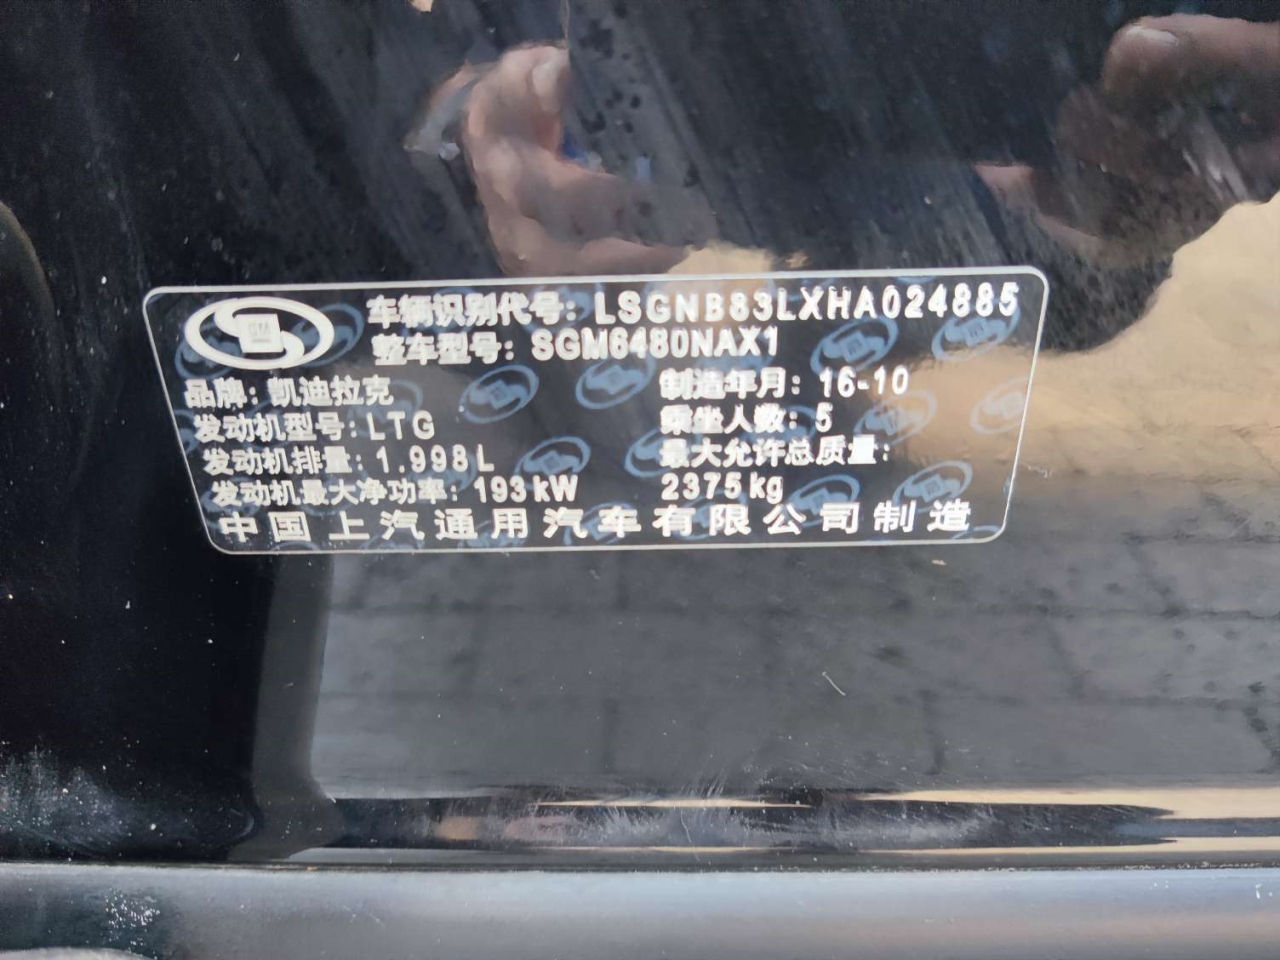 车辆识别代号: LSGNB83LXHA024885
整车型号: SGM6480NAX1
品牌: 凯迪拉克
制造年月: 16-10
发动机型号: LTG
乘坐人数: 5
发动机排量: 1.998L
最大允许总质量:
发动机最大净功率: 193kW
2375kg
中国上汽通用汽车有限公司制造